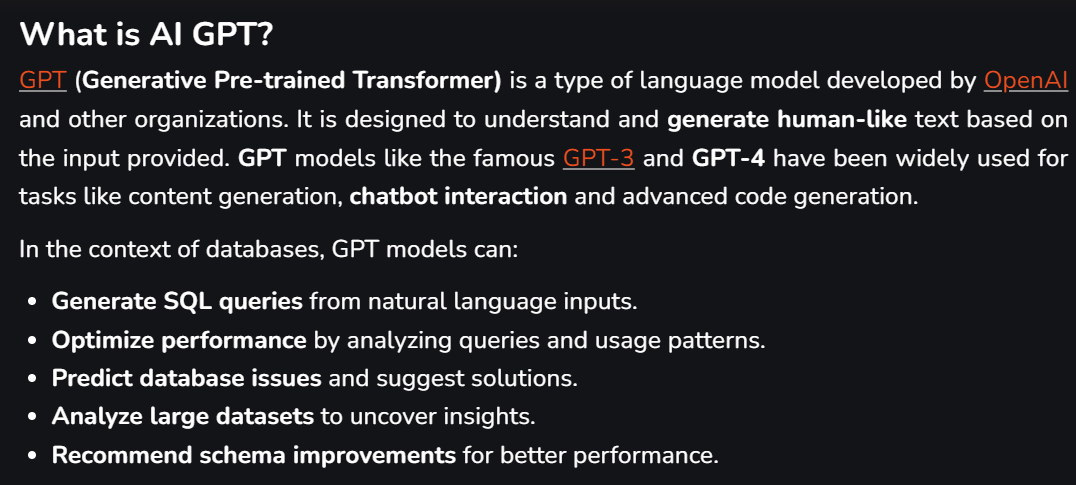 What is AI GPT?
GPT (Generative Pre-trained Transformer) is a type of language model developed by OpenAI
and other organizations. It is designed to understand and generate human-like text based on
the input provided. GPT models like the famous GPT-3 and GPT-4 have been widely used for
tasks like content generation, chatbot interaction and advanced code generation.
In the context of databases, GPT models can:
• Generate SQL queries from natural language inputs.
• Optimize performance by analyzing queries and usage patterns.
• Predict database issues and suggest solutions.
• Analyze large datasets to uncover insights.
• Recommend schema improvements for better performance.